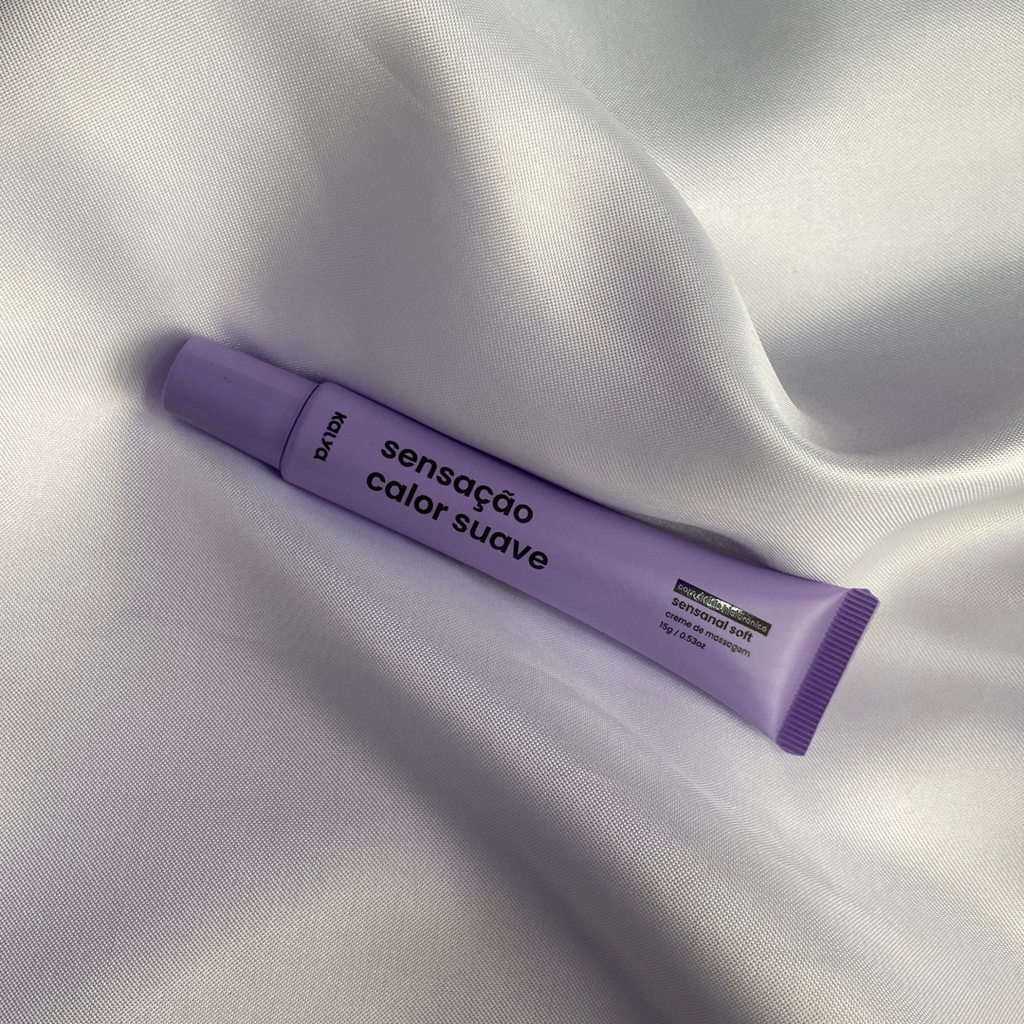 kalya
sensação
calor suave
sensanal soft
creme de massagem
15g / 0.53oz